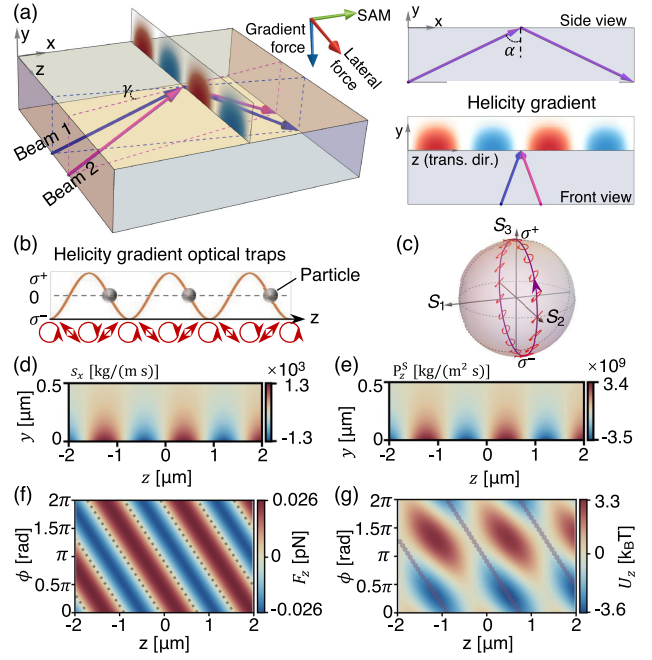 (a)
y
x
z
γ
Beam 1
Beam 2
Gradient
force
SAM
Lateral
force
Side view
α
Helicity gradient
y
z (trans. dir.)
Front view
(b)
Helicity gradient optical traps
σ+
0
σ−
Particle
z
(c)
S3
σ+
S1
S2
σ−
(d)
sx [kg/(m s)]
× 10³
1.3
-1.3
0.5
0
y [µm]
-2 -1 0 1 2
z [µm]
(e)
PzS [kg/(m² s)]
× 10⁹
3.4
-3.5
0.5
0
y [µm]
-2 -1 0 1 2
z [µm]
(f)
2π
1.5π
π
0.5π
0
ϕ [rad]
-2 -1 0 1 2
z [µm]
0.026
0
-0.026
Fz [pN]
(g)
2π
1.5π
π
0.5π
0
ϕ [rad]
-2 -1 0 1 2
z [µm]
3.3
0
-3.6
Uz [kBT]